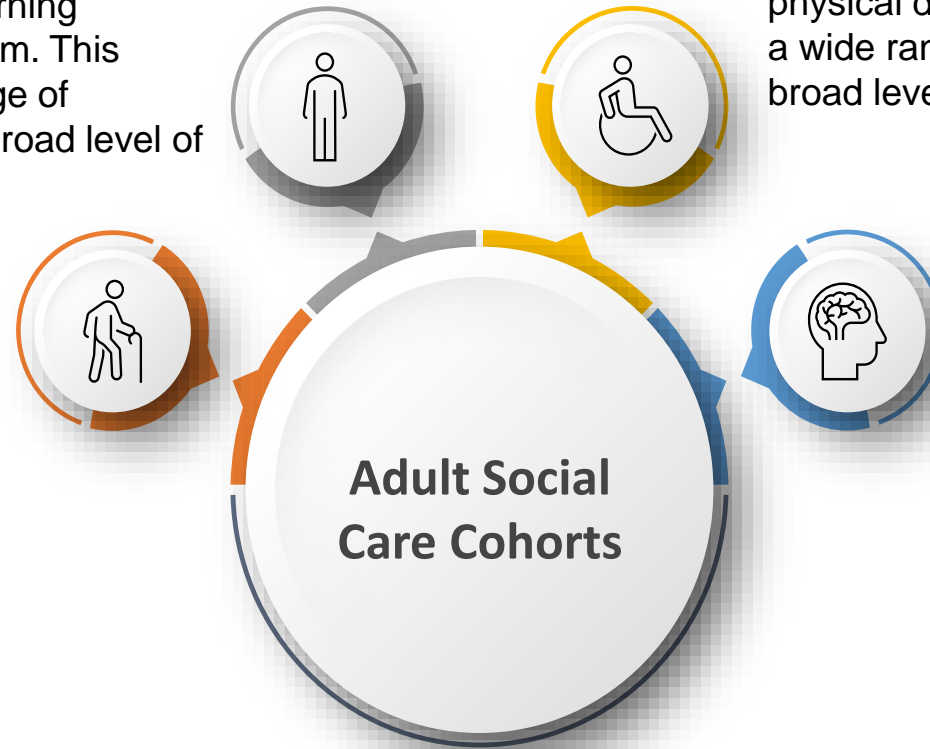 rning
m. This
ge of
road level of
physical d
a wide ran
broad leve
Adult Social
Care Cohorts